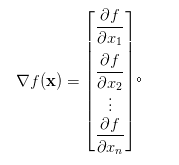 ∇f(𝐱) = [ ∂f/∂x₁
∂f/∂x₂
⋮
∂f/∂xₙ ]。